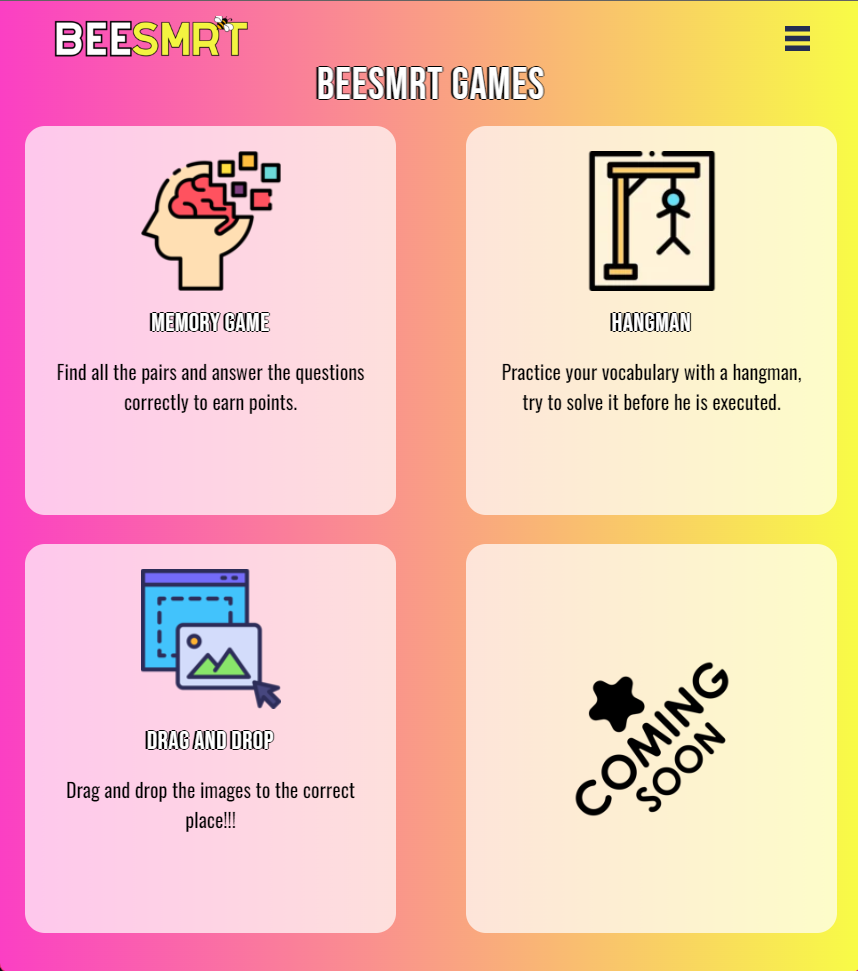 BEESMRT
BEESMRT GAMES
MEMORY GAME
Find all the pairs and answer the questions
correctly to earn points.
HANGMAN
Practice your vocabulary with a hangman,
try to solve it before he is executed.
DRAG AND DROP
Drag and drop the images to the correct
place!!!
COMING
SOON